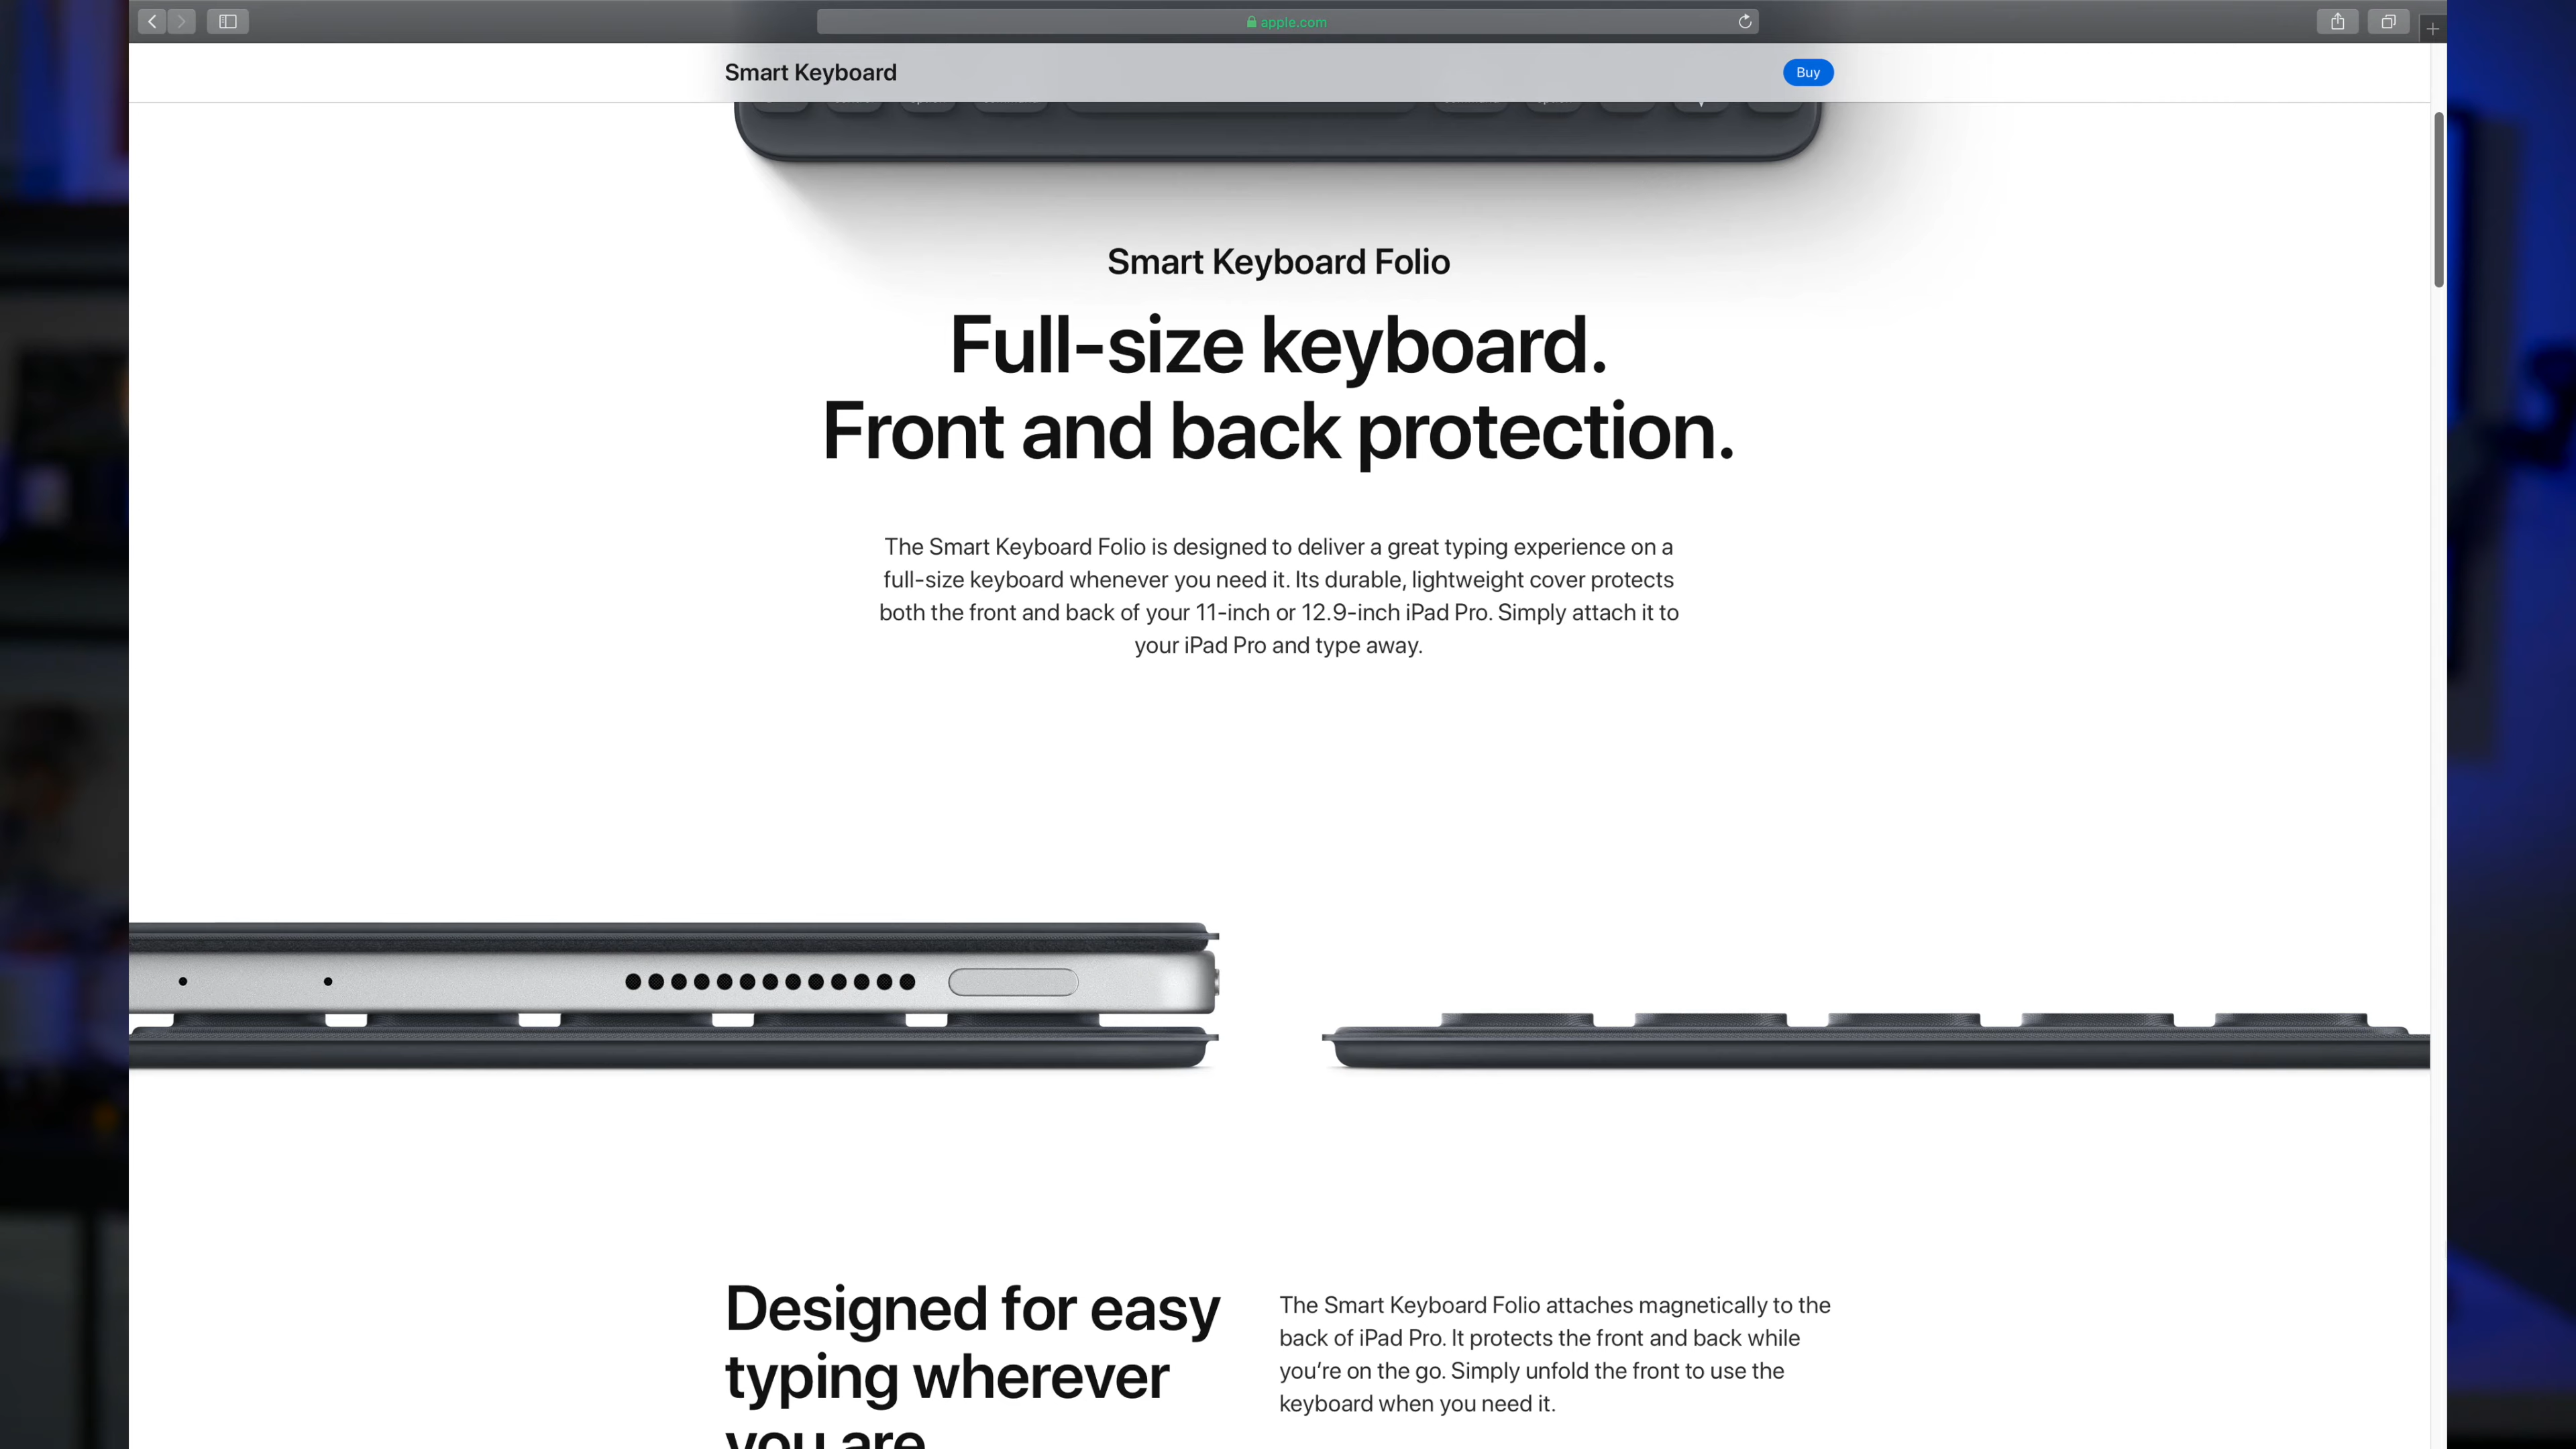 apple.com
Smart Keyboard
Buy
Smart Keyboard Folio
Full-size keyboard.
Front and back protection.
The Smart Keyboard Folio is designed to deliver a great typing experience on a
full-size keyboard whenever you need it. Its durable, lightweight cover protects
both the front and back of your 11-inch or 12.9-inch iPad Pro. Simply attach it to
your iPad Pro and type away.
Designed for easy
typing wherever
you are
The Smart Keyboard Folio attaches magnetically to the
back of iPad Pro. It protects the front and back while
you’re on the go. Simply unfold the front to use the
keyboard when you need it.